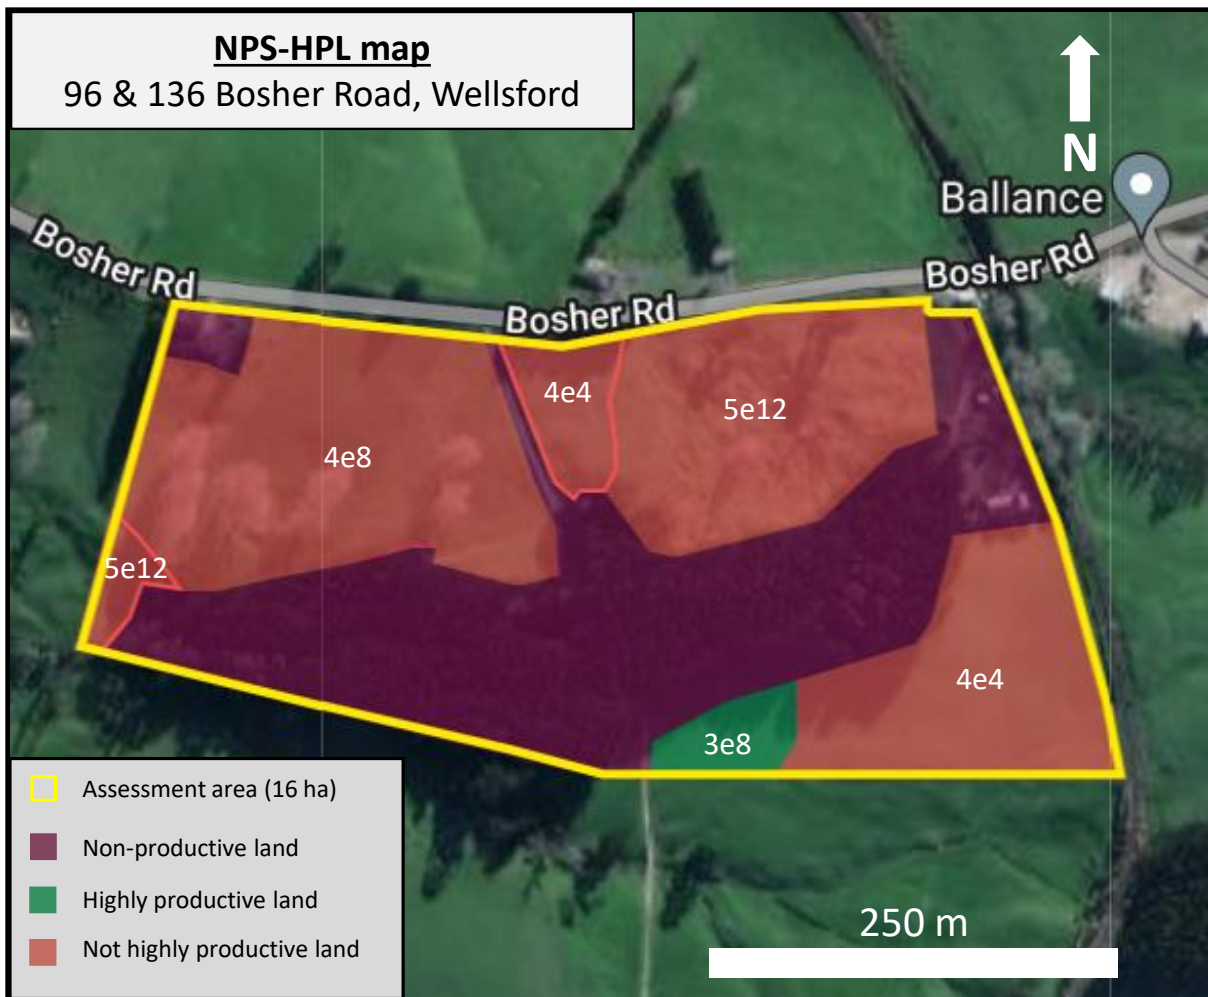 NPS-HPL map
96 & 136 Bosher Road, Wellsford
N
Ballance
Bosher Rd
Bosher Rd
Bosher Rd
4e4
5e12
4e8
5e12
4e4
3e8
Assessment area (16 ha)
Non-productive land
Highly productive land
Not highly productive land
250 m